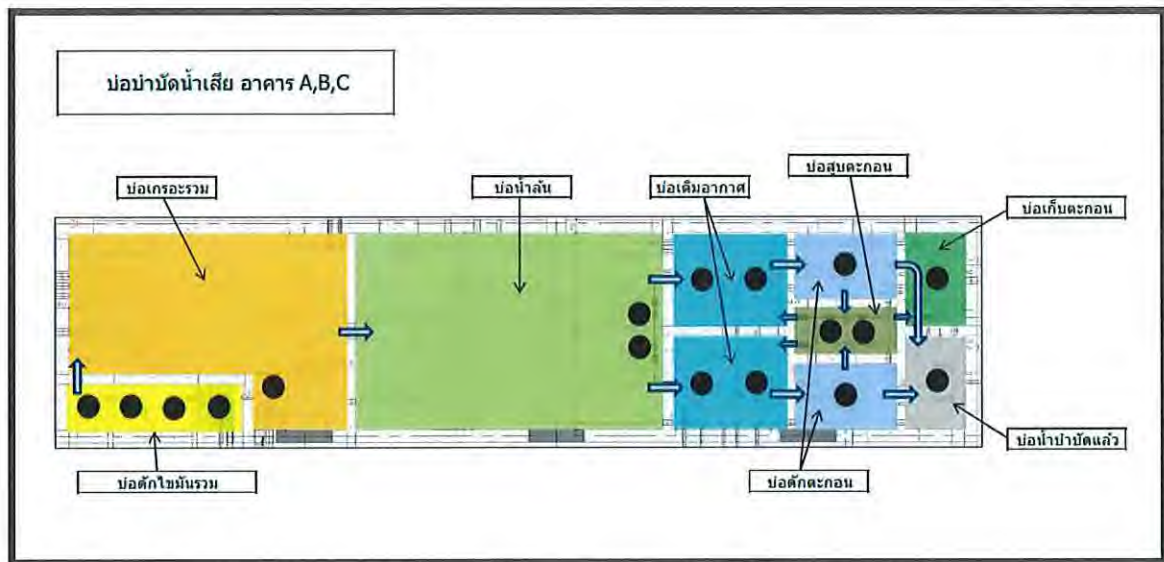 บ่อบำบัดน้ำเสีย อาคาร A,B,C
บ่อเกรอะรวม
บ่อน้ำล้น
บ่อเติมอากาศ
บ่อสูบตะกอน
บ่อเก็บตะกอน
บ่อดักไขมันรวม
บ่อดักตะกอน
บ่อน้ำบำบัดแล้ว